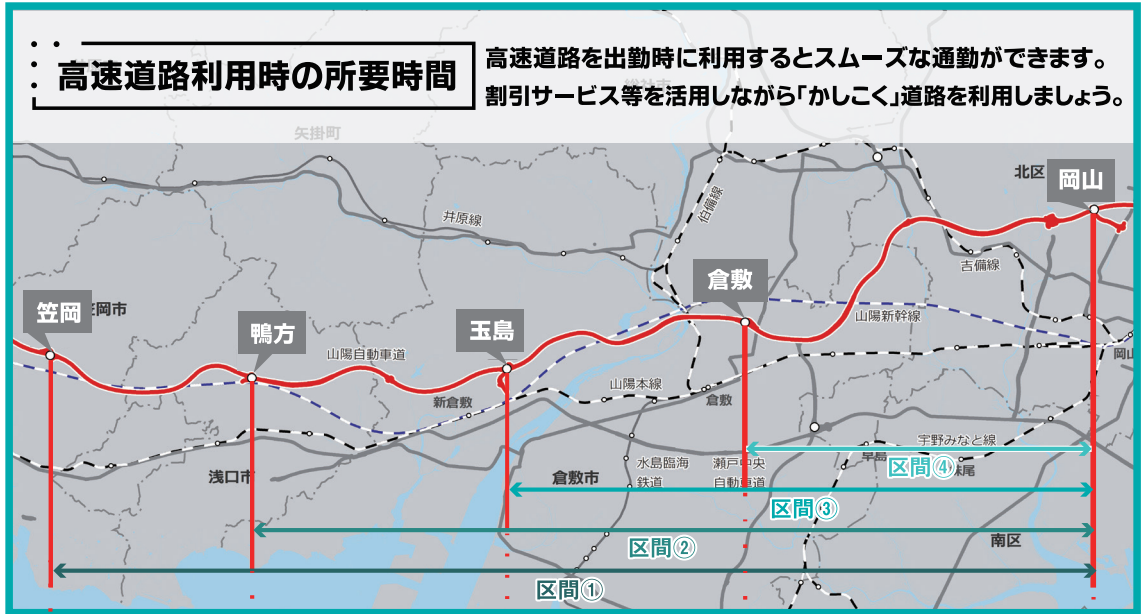 高速道路利用時の所要時間
高速道路を出勤時に利用するとスムーズな通勤ができます。
割引サービス等を活用しながら「かしこく」道路を利用しましょう。
総社市
矢掛町
北区
岡山
井原線
伯備線
吉備線
倉敷
笠岡
笠岡市
鴨方
玉島
山陽自動車道
山陽新幹線
岡山
山陽本線
新倉敷
倉敷
宇野みなと線
早島
妹尾
浅口市
倉敷市
水島臨海
鉄道
瀬戸中央
自動車道
区間④
区間③
区間②
南区
区間①